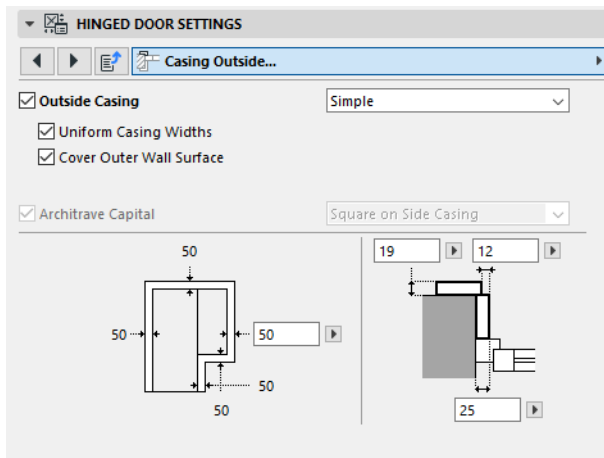 HINGED DOOR SETTINGS
Casing Outside...
Outside Casing
Simple
Uniform Casing Widths
Cover Outer Wall Surface
Architrave Capital
Square on Side Casing
50
19
12
50
50
50
50
25